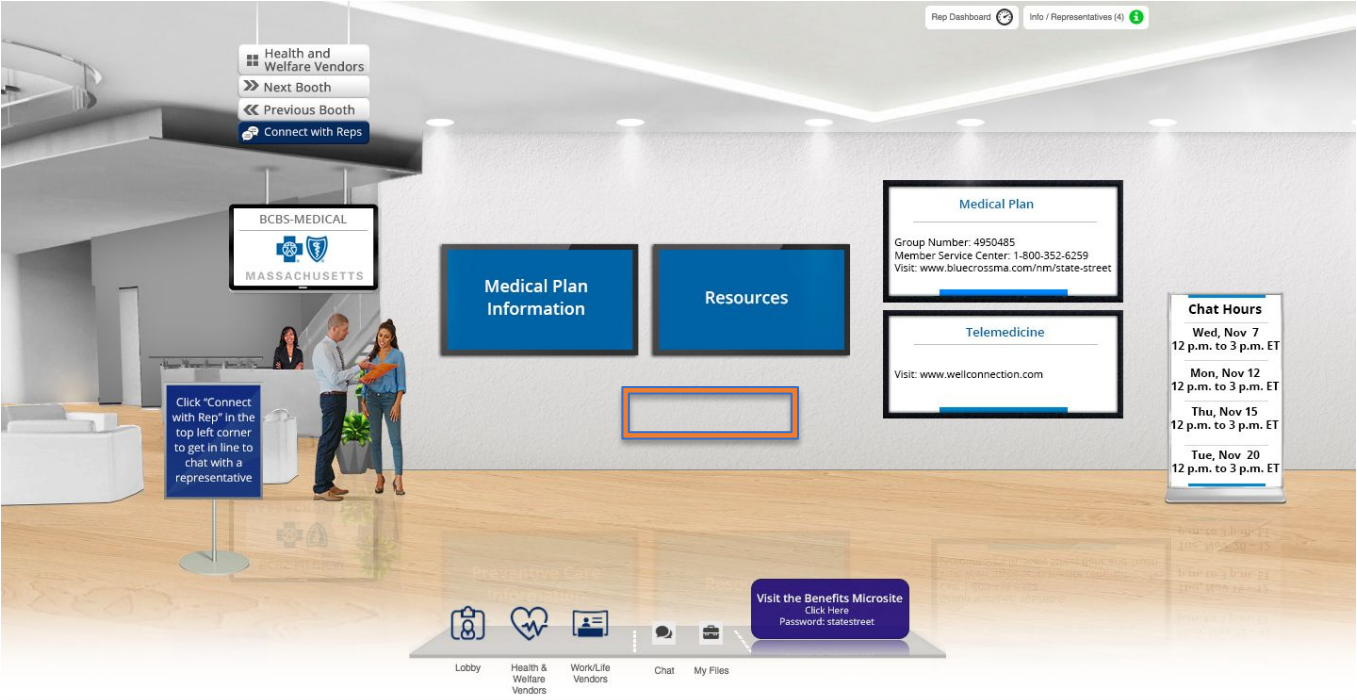 Rep Dashboard
Info / Representatives (4)
Health and
Welfare Vendors
Next Booth
Previous Booth
Connect with Reps
BCBS-MEDICAL
MASSACHUSETTS
Medical Plan
Information
Resources
Medical Plan
Group Number: 4950485
Member Service Center: 1-800-352-6259
Visit: www.bluecrossma.com/nm/state-street
Telemedicine
Visit: www.wellconnection.com
Chat Hours
Wed, Nov 7
12 p.m. to 3 p.m. ET
Mon, Nov 12
12 p.m. to 3 p.m. ET
Thu, Nov 15
12 p.m. to 3 p.m. ET
Tue, Nov 20
12 p.m. to 3 p.m. ET
Click "Connect
with Rep" in the
top left corner
to get in line to
chat with a
representative
Preventive Care
Visit the Benefits Microsite
Click Here
Password: statestreet
Lobby
Health &
Welfare
Vendors
Work/Life
Vendors
Chat
My Files